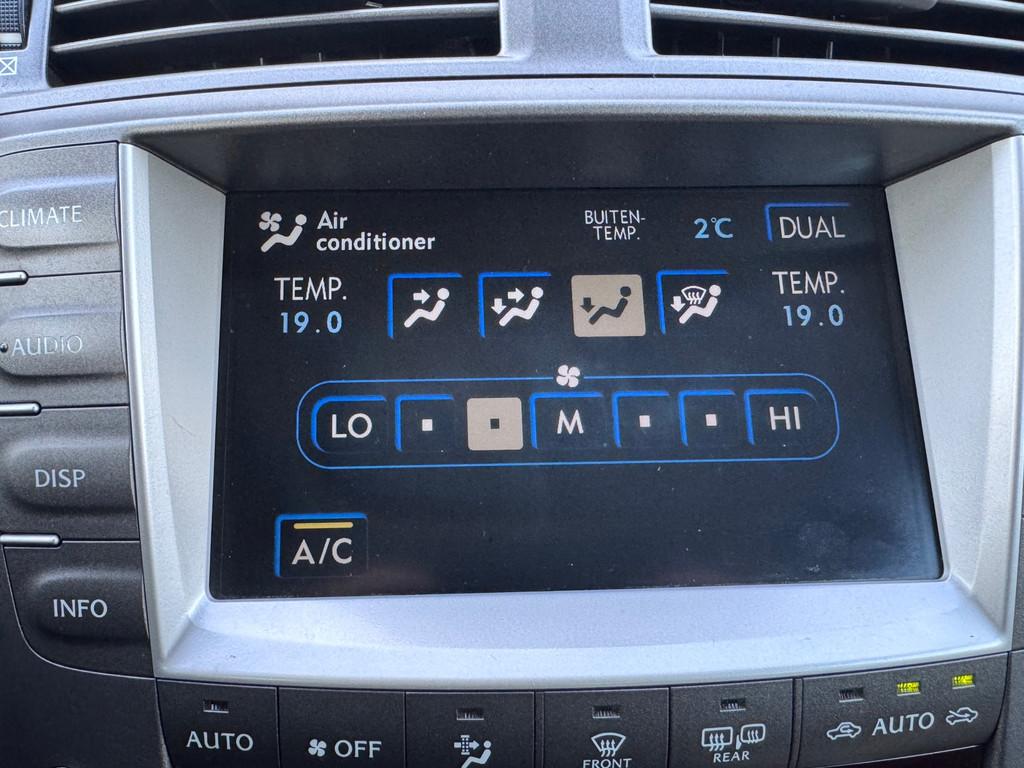 CLIMATE
AUDIO
DISP
INFO
Air
conditioner
BUITEN-
TEMP.
2°C
DUAL
TEMP.
19.0
TEMP.
19.0
LO
M
HI
A/C
AUTO
OFF
FRONT
REAR
AUTO